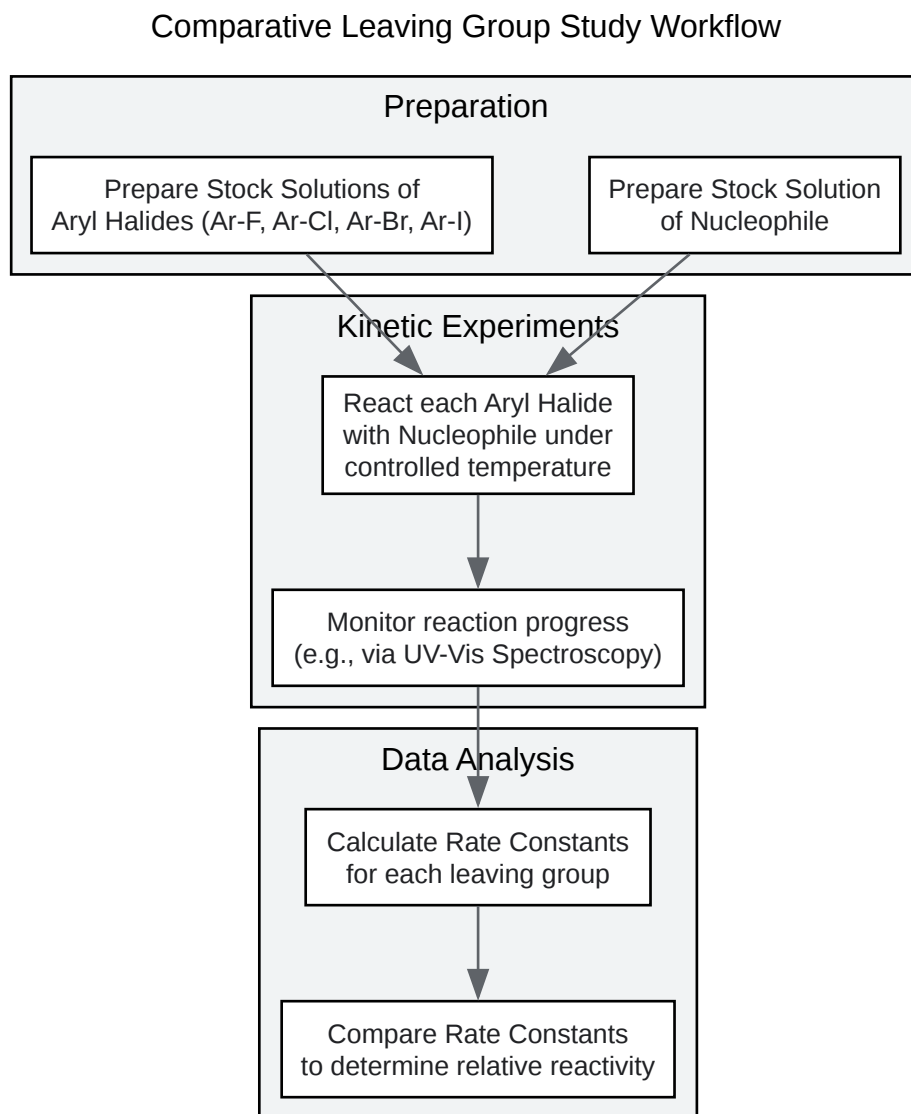 Comparative Leaving Group Study Workflow
Preparation
Prepare Stock Solutions of
Aryl Halides (Ar-F, Ar-Cl, Ar-Br, Ar-I)
Prepare Stock Solution
of Nucleophile
Kinetic Experiments
React each Aryl Halide
with Nucleophile under
controlled temperature
Monitor reaction progress
(e.g., via UV-Vis Spectroscopy)
Data Analysis
Calculate Rate Constants
for each leaving group
Compare Rate Constants
to determine relative reactivity